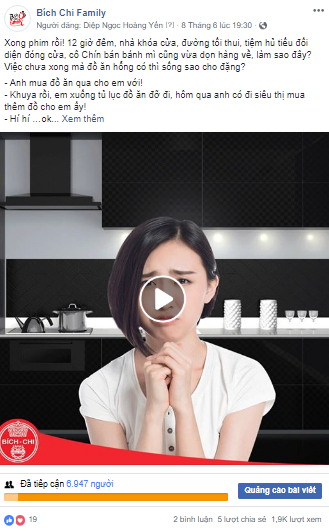 Bích Chi Family
Người đăng: Diệp Ngọc Hoàng Yến [?] · 8 Tháng 6 lúc 19:30 ·
Xong phim rồi! 12 giờ đêm, nhà khóa cửa, đường tối thui, tiệm hủ tiếu đối
diện đóng cửa, cô Chín bán bánh mì cũng vừa dọn hàng về, làm sao đây?
Việc chưa xong mà đồ ăn hổng có thì sống sao cho đặng?
- Anh mua đồ ăn qua cho em với!
- Khuya rồi, em xuống tủ lục đồ ăn đỡ đi, hôm qua anh có đi siêu thị mua
thêm đồ cho em ấy!
- Hí hí ...ok... Xem thêm
BÍCH-CHI
Đã tiếp cận 6.947 người
Quảng cáo bài viết
19
2 bình luận 5 lượt chia sẻ 1,9K lượt xem